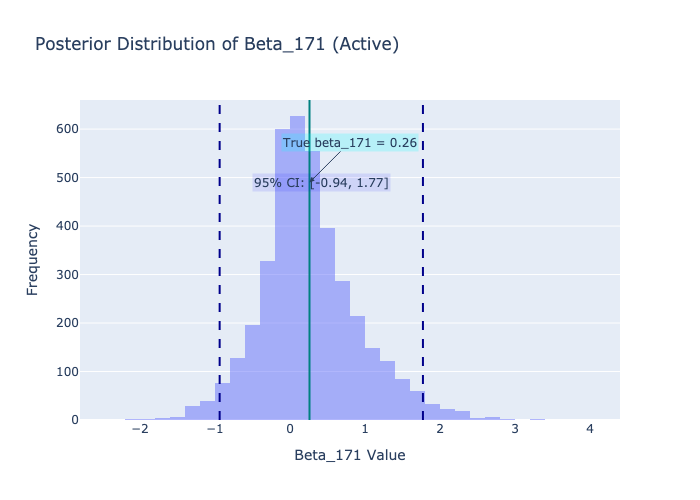 Posterior Distribution of Beta_171 (Active)
600
500
400
300
200
100
0
Frequency
True beta_171 = 0.26
95% CI: [-0.94, 1.77]
−2
−1
0
1
2
3
4
Beta_171 Value